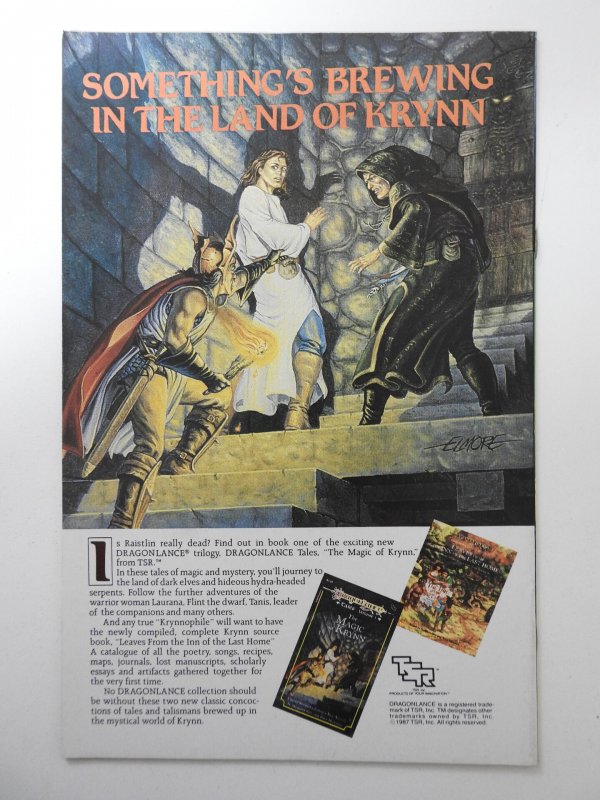 SOMETHING'S BREWING
IN THE LAND OF KRYNN
ELMORE
Is Raistlin really dead? Find out in book one of the exciting new
DRAGONLANCE® trilogy, DRAGONLANCE Tales, "The Magic of Krynn,"
from TSR.™
In these tales of magic and mystery, you'll journey to
the land of dark elves and hideous hydra-headed
serpents. Follow the further adventures of the
warrior woman Laurana, Flint the dwarf, Tanis, leader
of the companions and many others.
And any true "Krynnophile" will want to have
the newly compiled, complete Krynn source
book, "Leaves From the Inn of the Last Home"
A catalogue of all the poetry, songs, recipes,
maps, journals, lost manuscripts, scholarly
essays and artifacts gathered together for
the very first time.
No DRAGONLANCE collection should
be without these two new classic concoc-
tions of tales and talismans brewed up in
the mystical world of Krynn.
TALES
The
MAGIC
of
KRYNN
TSR
PRODUCTS OF YOUR IMAGINATION™
DRAGONLANCE is a registered trade-
mark of TSR, Inc. TM designates other
trademarks owned by TSR, Inc.
©1987 TSR, Inc. All rights reserved.